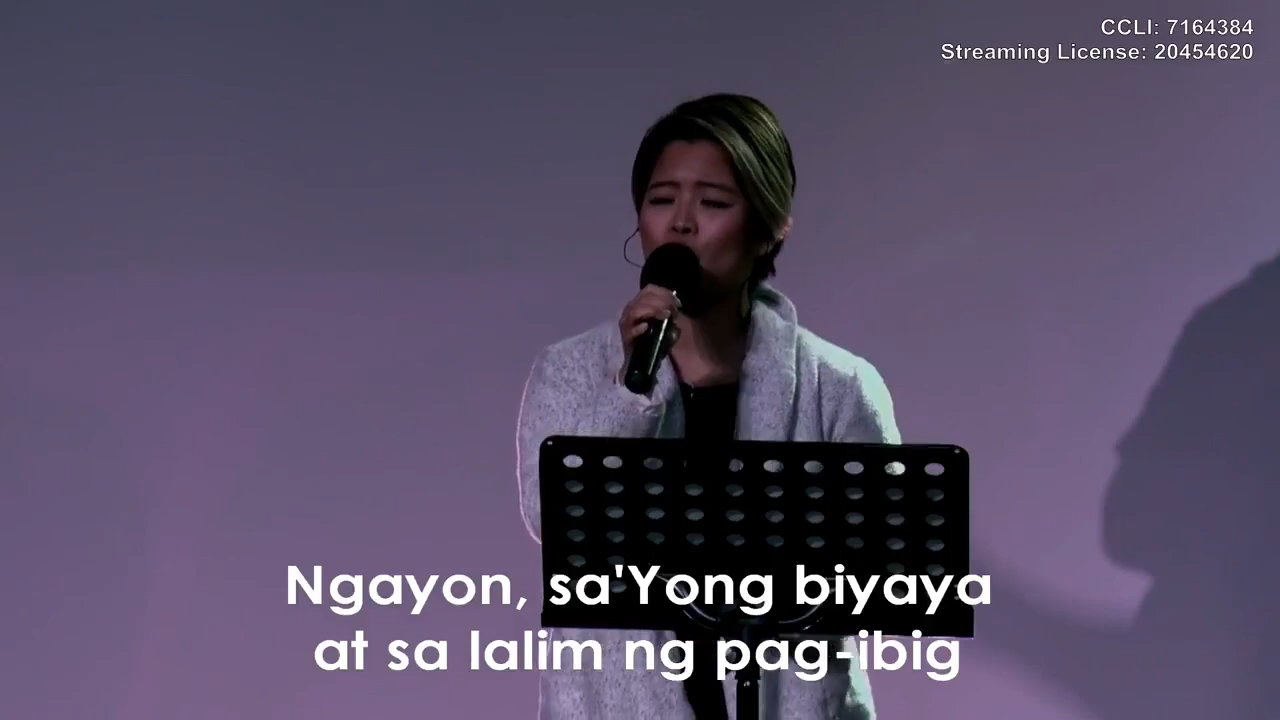 CCLI: 7164384
Streaming License: 20454620
Ngayon, sa'Yong biyaya
at sa lalim ng pag-ibig